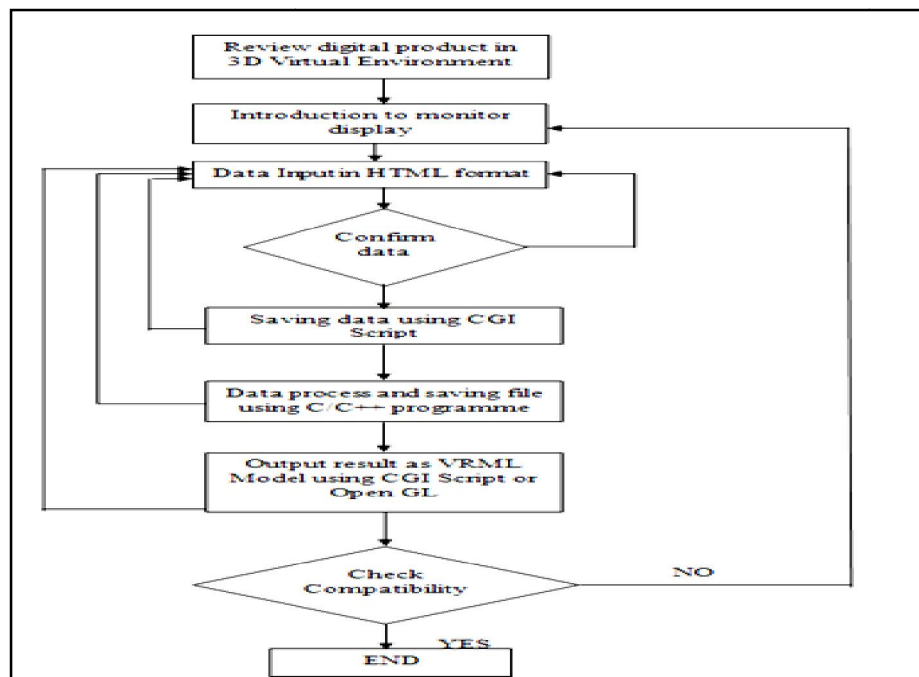 Review digital product in
3D Virtual Environment
Introduction to monitor
display
Data Inputin HTML format
Confirm
data
Saving data using CGI
Script
Data process and saving file
using C/C++ programme
Output result as VRML
Model using CGI Script or
Open GL
Check
Compatibility
NO
YES
END